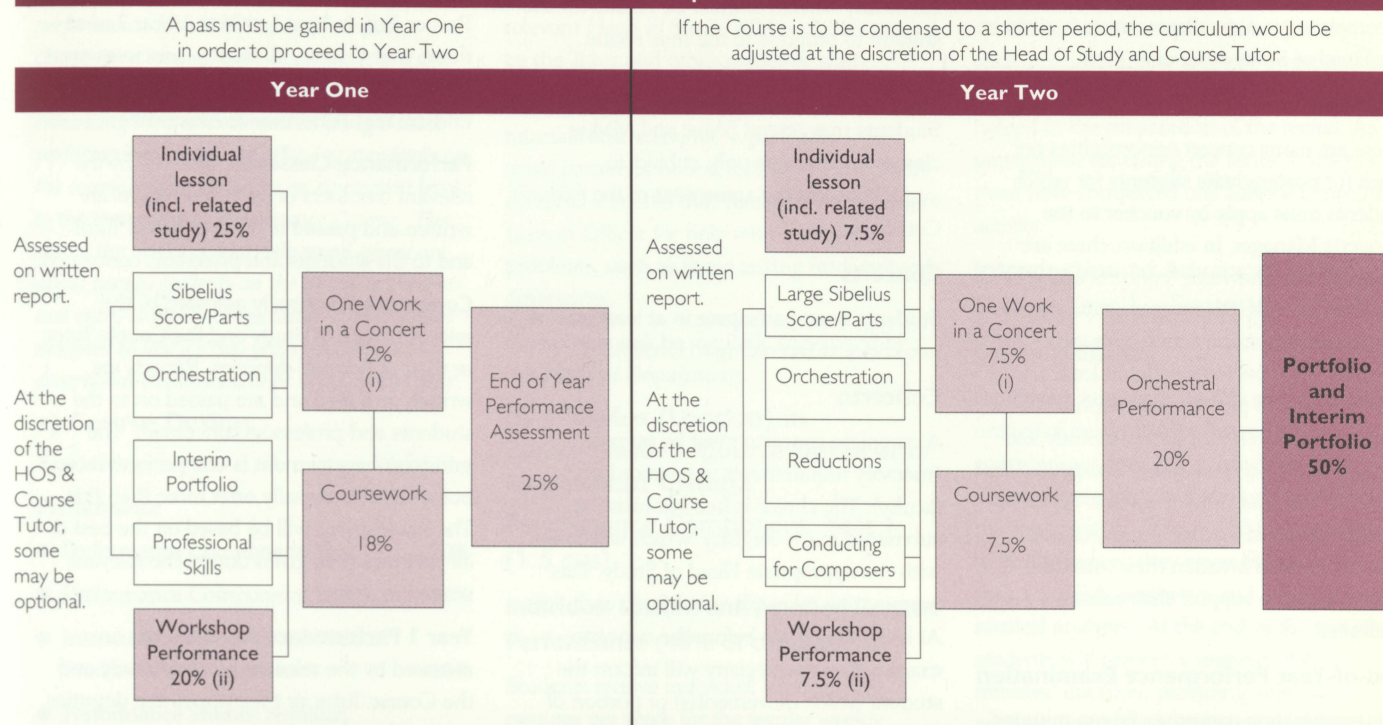 A pass must be gained in Year One
in order to proceed to Year Two
If the Course is to be condensed to a shorter period, the curriculum would be
adjusted at the discretion of the Head of Study and Course Tutor
Year One
Individual
lesson
(incl. related
study) 25%
Assessed
on written
report.
Sibelius
Score/Parts
Orchestration
At the
discretion
of the
HOS &
Course
Tutor,
some
may be
optional.
Interim
Portfolio
Professional
Skills
Workshop
Performance
20% (ii)
One Work
in a Concert
12%
(i)
Coursework
18%
End of Year
Performance
Assessment
25%
Year Two
Individual
lesson
(incl. related
study) 7.5%
Assessed
on written
report.
Large Sibelius
Score/Parts
Orchestration
At the
discretion
of the
HOS &
Course
Tutor,
some
may be
optional.
Reductions
Conducting
for Composers
Workshop
Performance
7.5% (ii)
One Work
in a Concert
7.5%
(i)
Coursework
7.5%
Orchestral
Performance
20%
Portfolio
and
Interim
Portfolio
50%